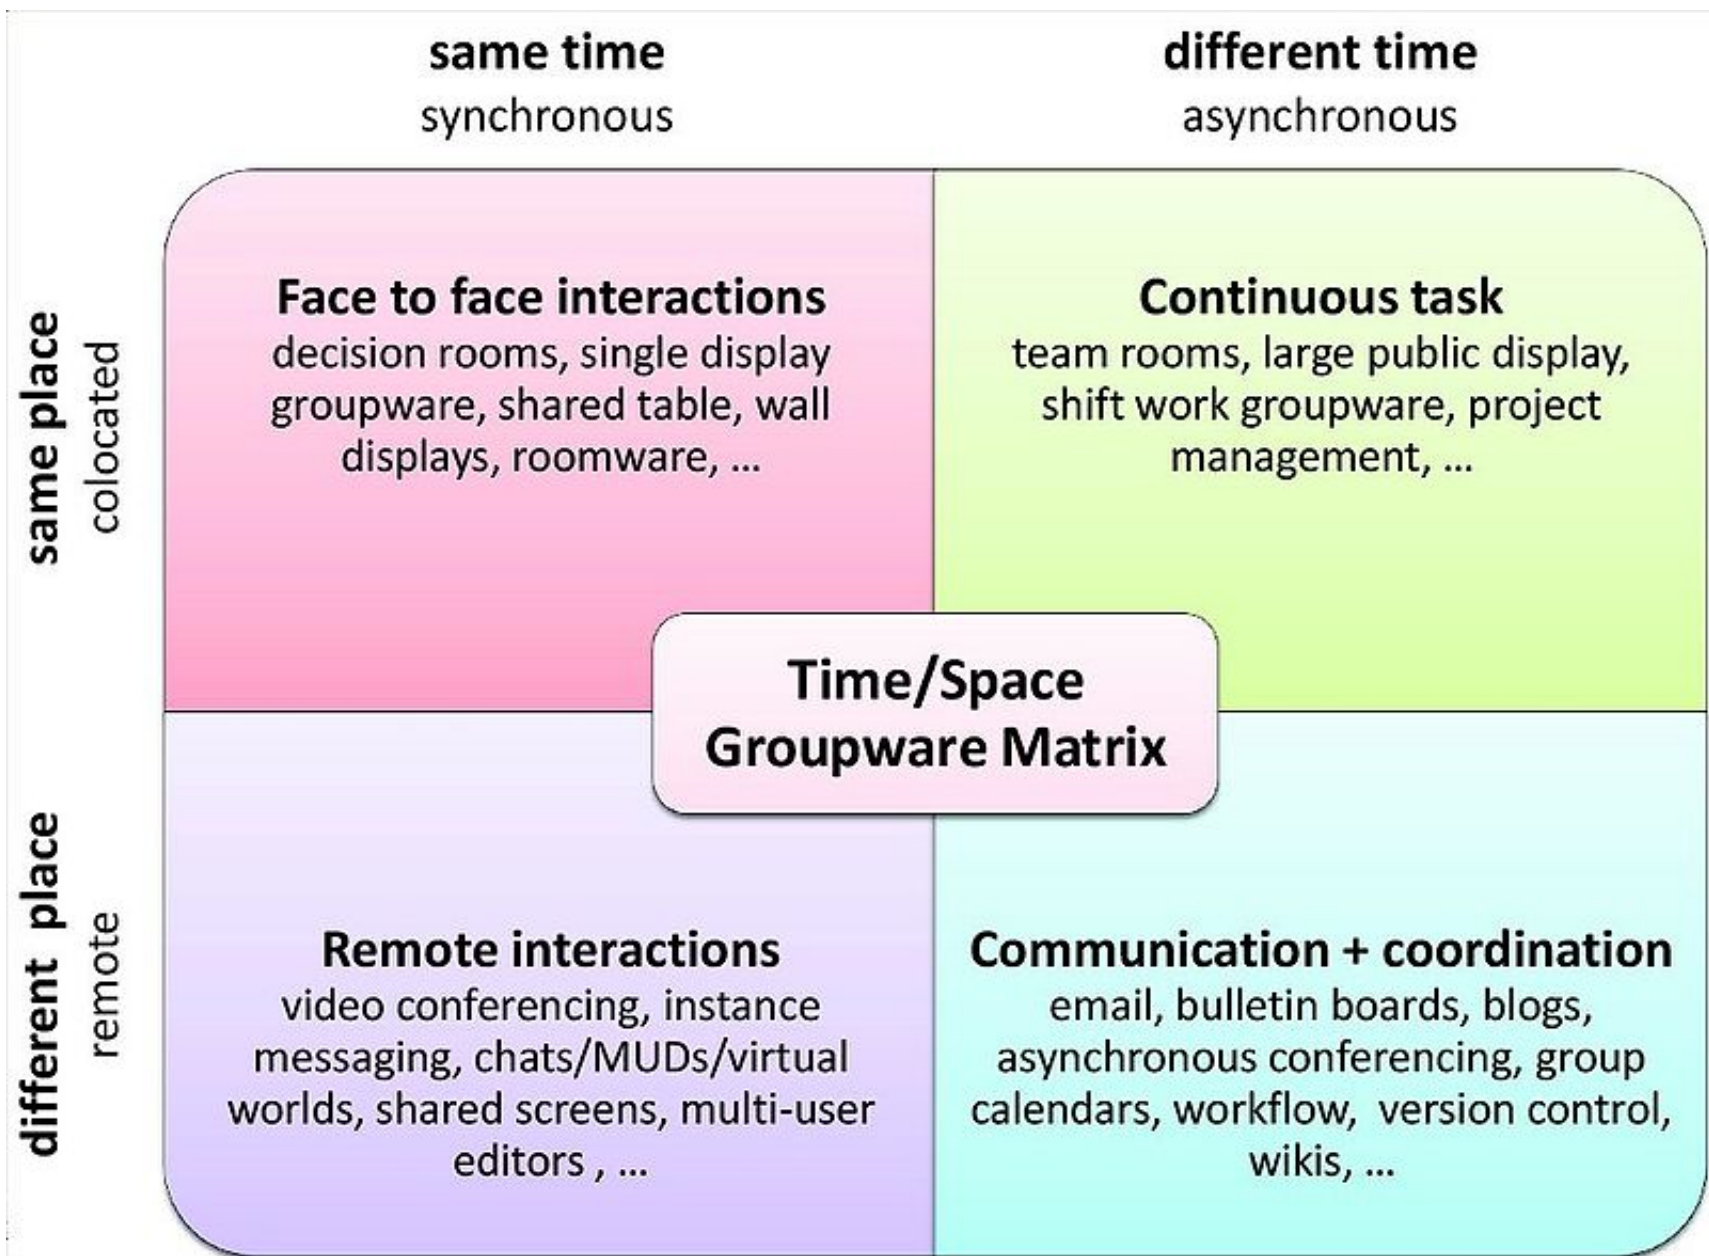 same time
synchronous
different time
asynchronous
same place
colocated
Face to face interactions
decision rooms, single display
groupware, shared table, wall
displays, roomware, ...
Continuous task
team rooms, large public display,
shift work groupware, project
management, ...
Time/Space
Groupware Matrix
different place
remote
Remote interactions
video conferencing, instance
messaging, chats/MUDs/virtual
worlds, shared screens, multi-user
editors , ...
Communication + coordination
email, bulletin boards, blogs,
asynchronous conferencing, group
calendars, workflow, version control,
wikis, ...